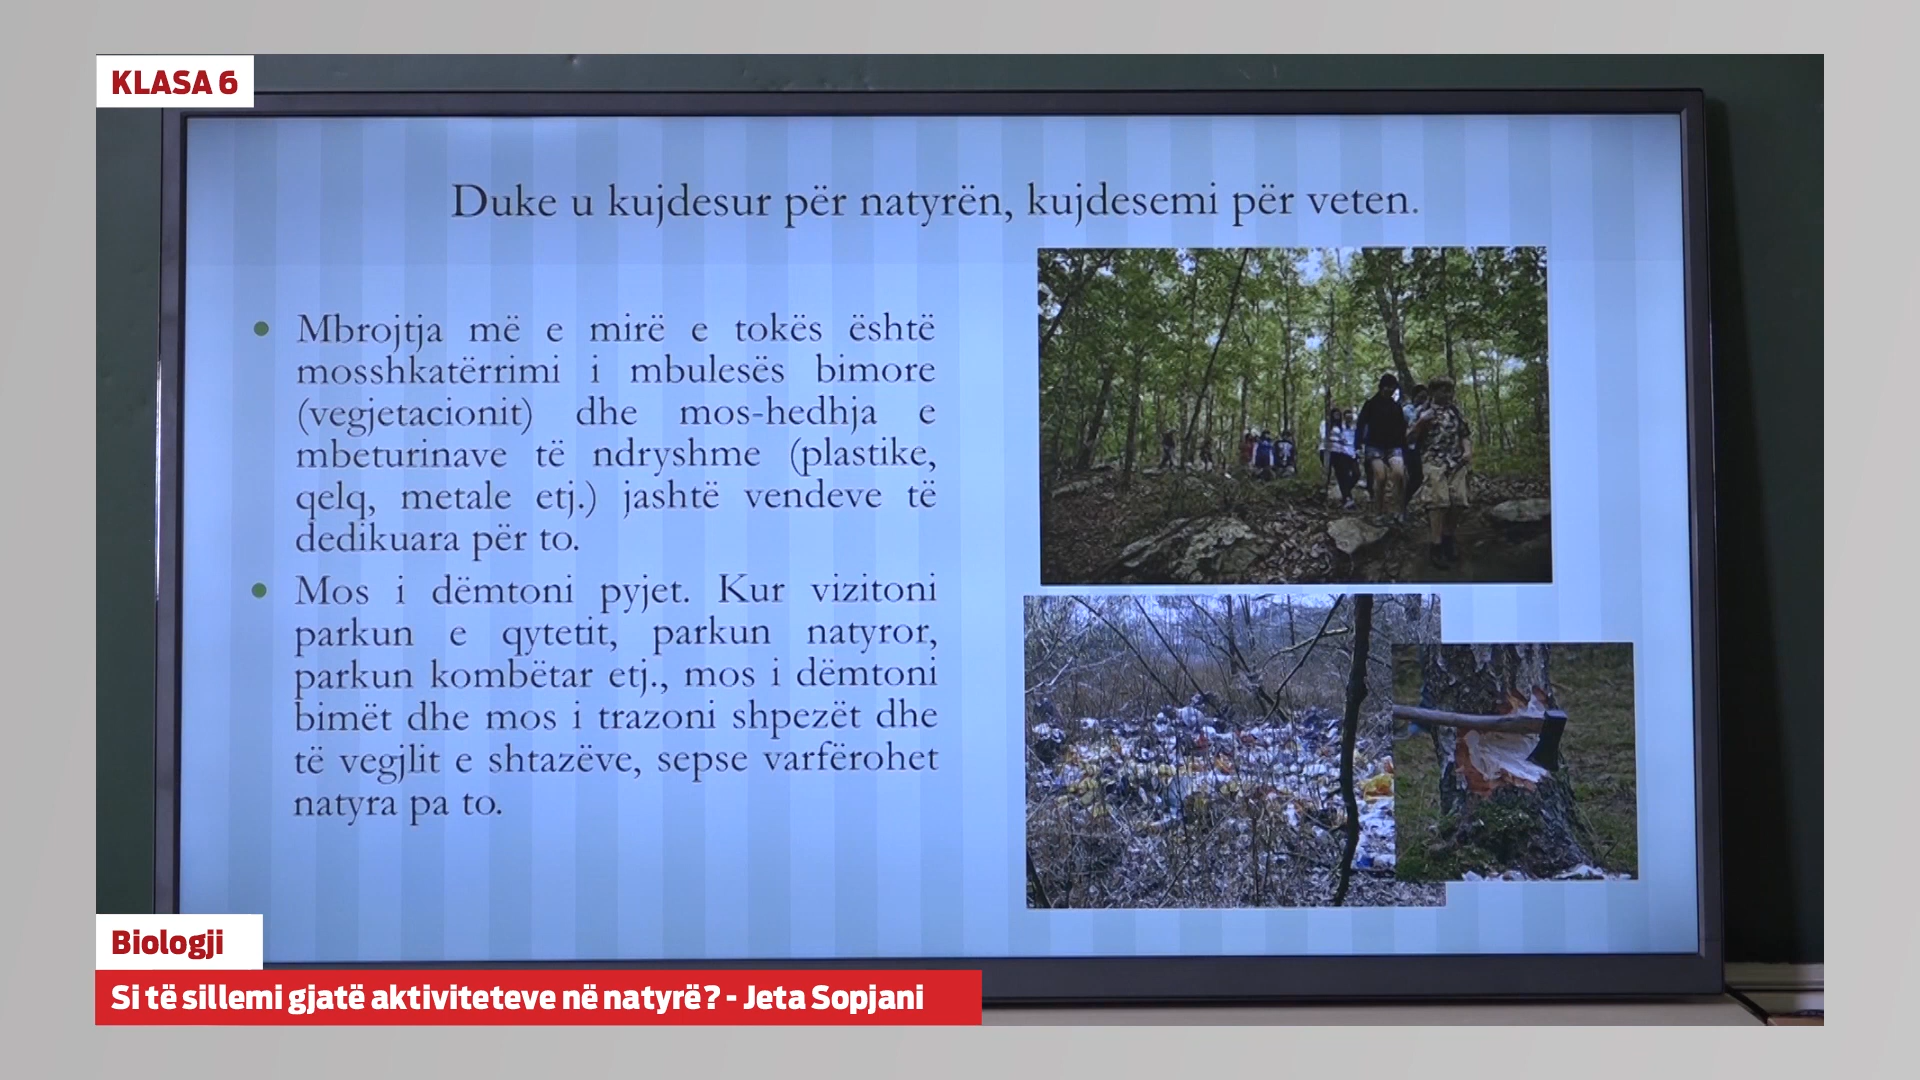 KLASA 6
Duke u kujdesur për natyrën, kujdesemi për veten.
Mbrojtja më e mirë e tokës është
mosshkatërrimi i mbulesës bimore
(vegjetacionit) dhe mos-hedhja e
mbeturinave të ndryshme (plastike,
qelq, metale etj.) jashtë vendeve të
dedikuara për to.
Mos i dëmtoni pyjet. Kur vizitoni
parkun e qytetit, parkun natyror,
parkun kombëtar etj., mos i dëmtoni
bimët dhe mos i trazoni shpezët dhe
të vegjlit e shtazëve, sepse varfërohet
natyra pa to.
Biologji
Si të sillemi gjatë aktiviteteve në natyrë? - Jeta Sopjani